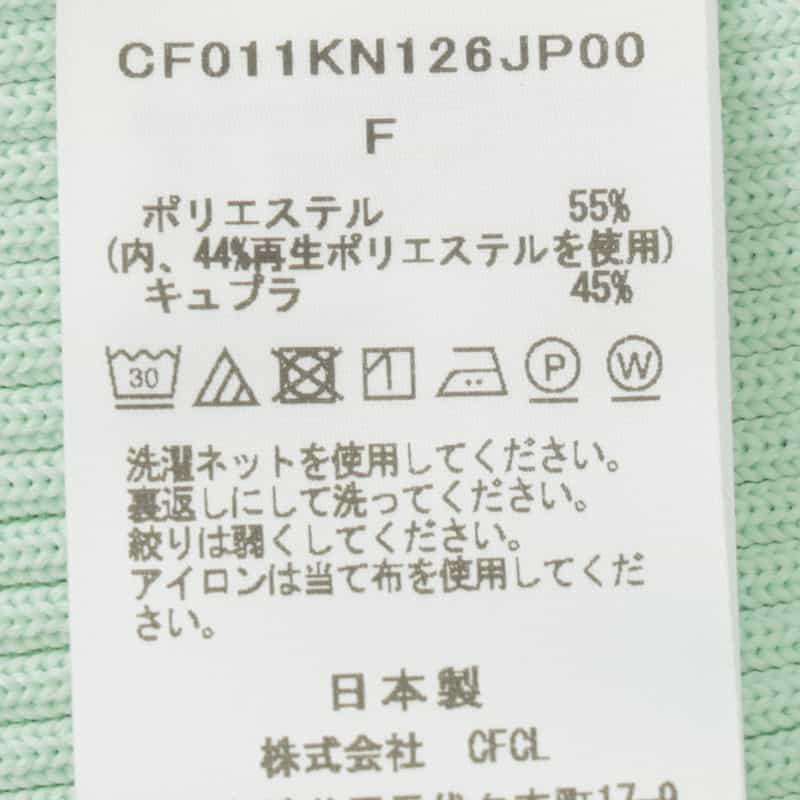 CF011KN126JP00
F
ポリエステル 55%
(内、44%再生ポリエステルを使用)
キュプラ 45%
30 P W
洗濯ネットを使用してください。
裏返しにして洗ってください。
絞りは弱くしてください。
アイロンは当て布を使用してくだ
さい。
日本製
株式会社 CFCL
17-9